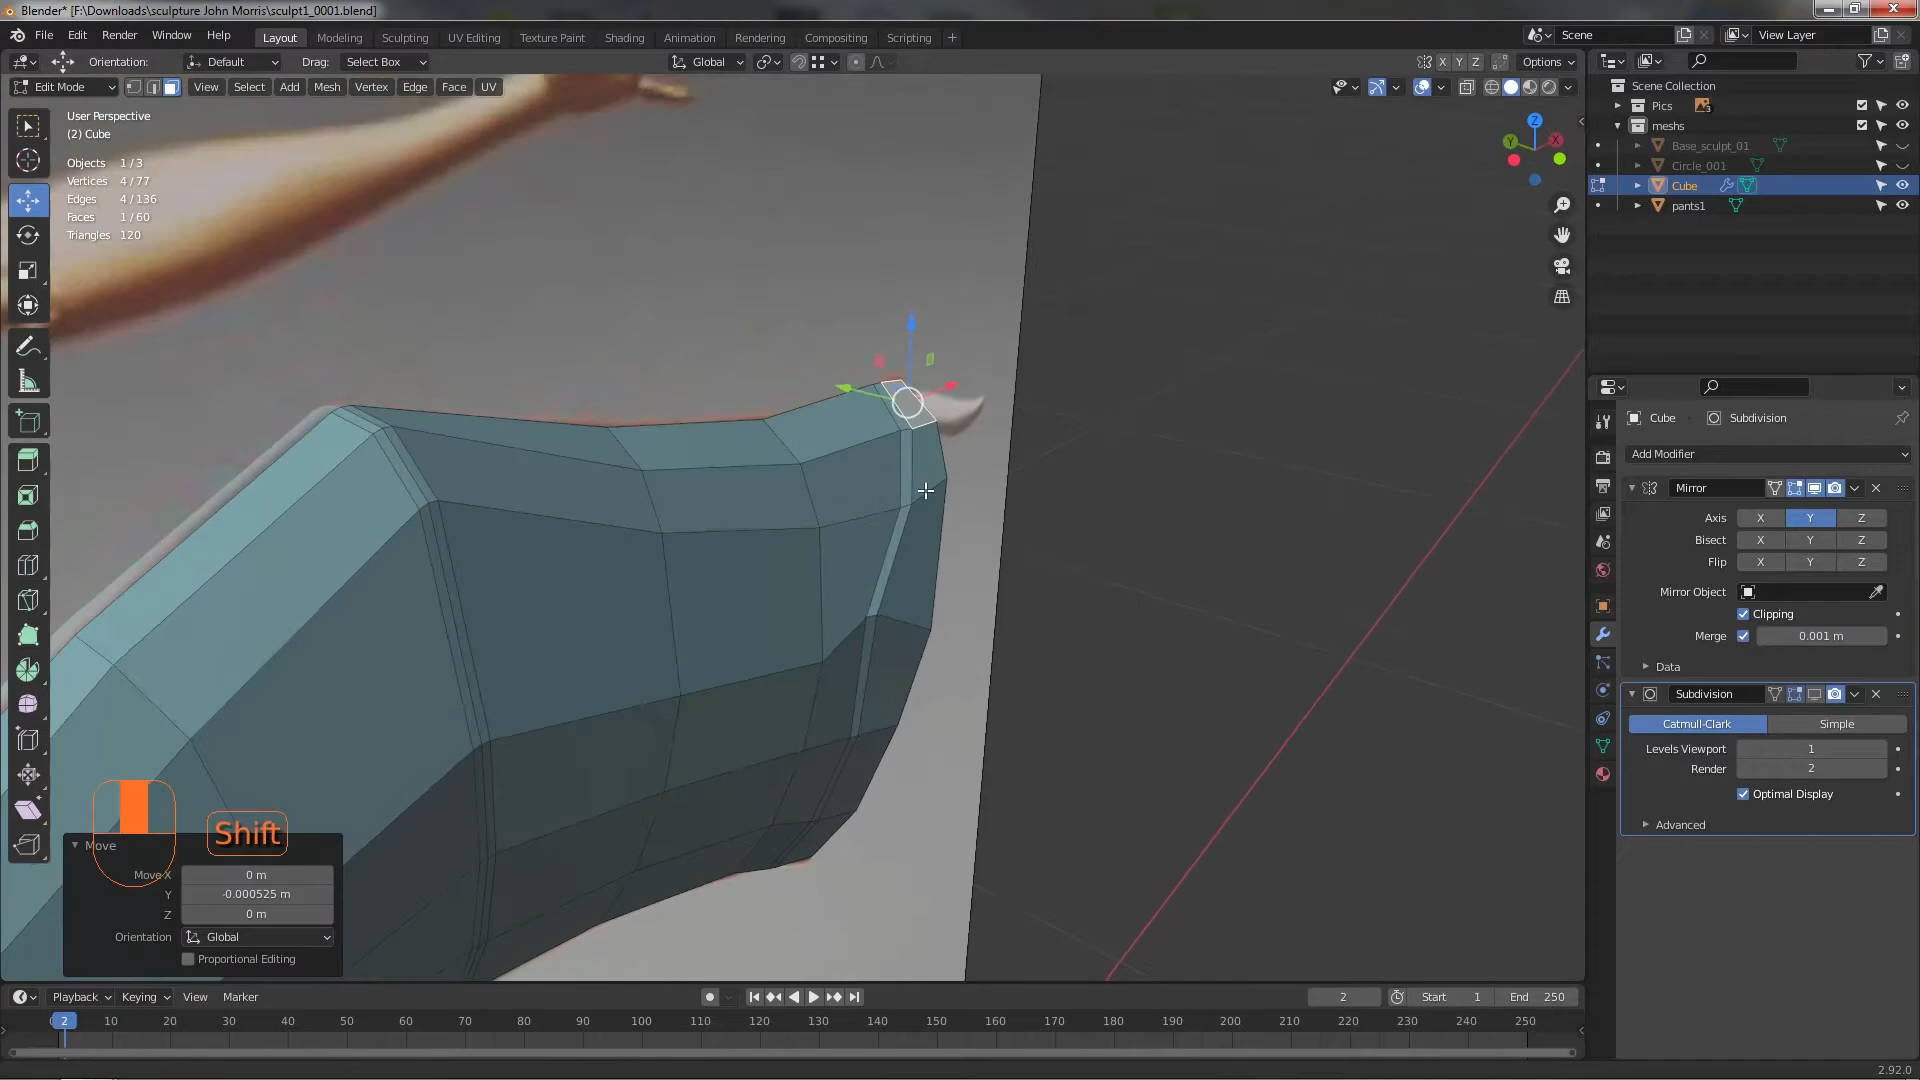 Blender* [F:\Downloads\sculpture John Morris\sculpt1_0001.blend]
File Edit Render Window Help Layout Modeling Sculpting UV Editing Texture Paint Shading Animation Rendering Compositing Scripting + Scene View Layer
Orientation: Default Drag: Select Box Global X Y Z Options
Edit Mode View Select Add Mesh Vertex Edge Face UV
User Perspective
(2) Cube
Objects 1/3
Vertices 4/77
Edges 4/136
Faces 1/60
Triangles 120
Z
Y
X
Scene Collection
Pics 3
meshs
Base_sculpt_01
Circle_001
Cube
pants1
Cube Subdivision
Add Modifier
Mirror
Axis X Y Z
Bisect X Y Z
Flip X Y Z
Mirror Object
Clipping
Merge 0.001 m
Data
Subdivision
Catmull-Clark Simple
Levels Viewport 1
Render 2
Optimal Display
Advanced
Shift
Move
Move X 0 m
Y -0.000525 m
Z 0 m
Orientation Global
Proportional Editing
Playback Keying View Marker 2 Start 1 End 250
2 10 20 30 40 50 60 70 80 90 100 110 120 130 140 150 160 170 180 190 200 210 220 230 240 250
2.92.0